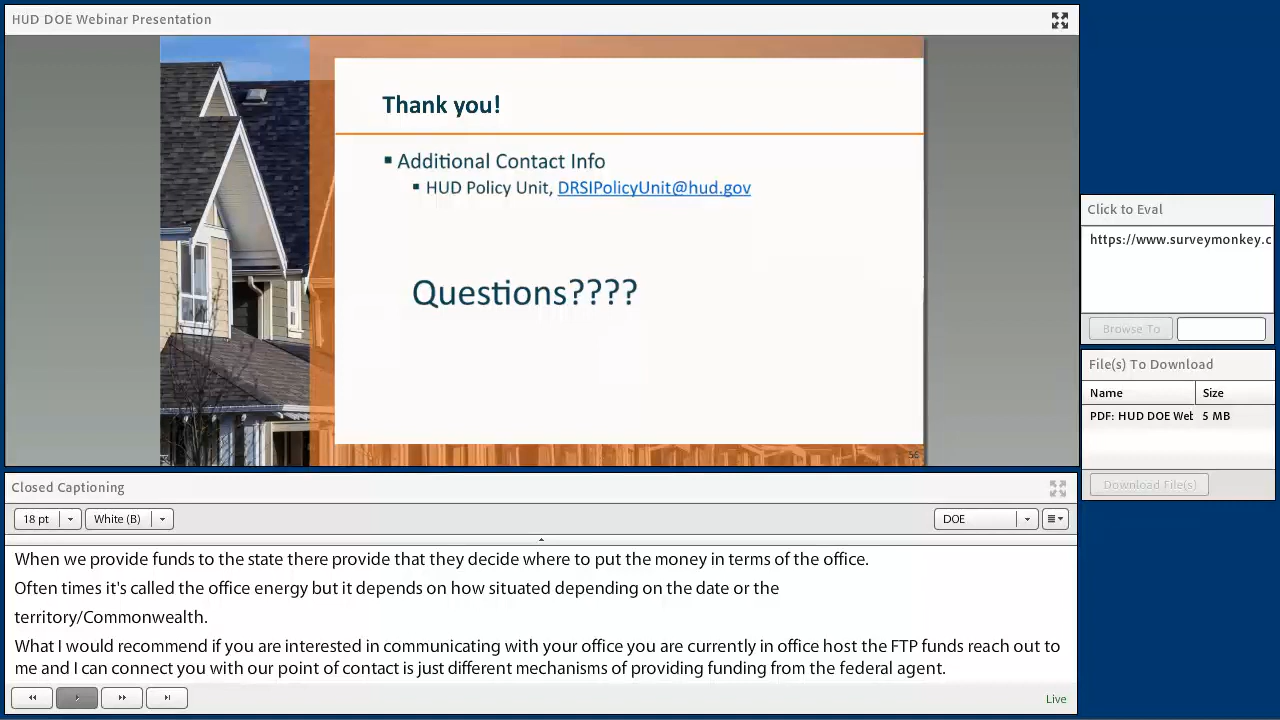 HUD DOE Webinar Presentation
Thank you!
Additional Contact Info
HUD Policy Unit, DRSIPolicyUnit@hud.gov
Questions????
56
Click to Eval
https://www.surveymonkey.c
Browse To
File(s) To Download
Name Size
PDF: HUD DOE Wel 5 MB
Download File(s)
Closed Captioning
18 pt White (B) DOE
When we provide funds to the state there provide that they decide where to put the money in terms of the office.
Often times it's called the office energy but it depends on how situated depending on the date or the
territory/Commonwealth.
What I would recommend if you are interested in communicating with your office you are currently in office host the FTP funds reach out to
me and I can connect you with our point of contact is just different mechanisms of providing funding from the federal agent.
Live